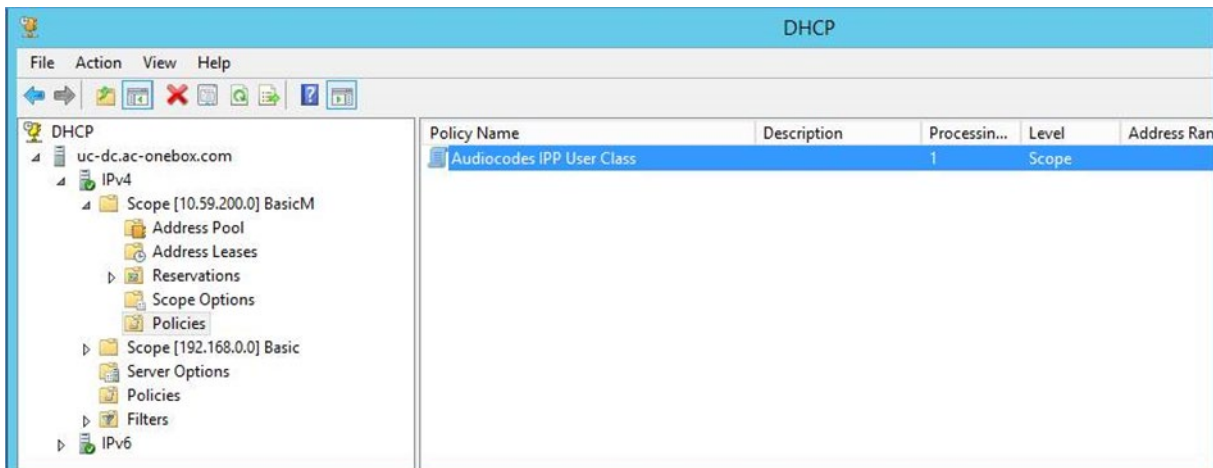 DHCP
File Action View Help
DHCP
uc-dc.ac-onebox.com
IPv4
Scope [10.59.200.0] BasicM
Address Pool
Address Leases
Reservations
Scope Options
Policies
Scope [192.168.0.0] Basic
Server Options
Policies
Filters
IPv6
Policy Name Description Processin... Level Address Ran
Audiocodes IPP User Class 1 Scope